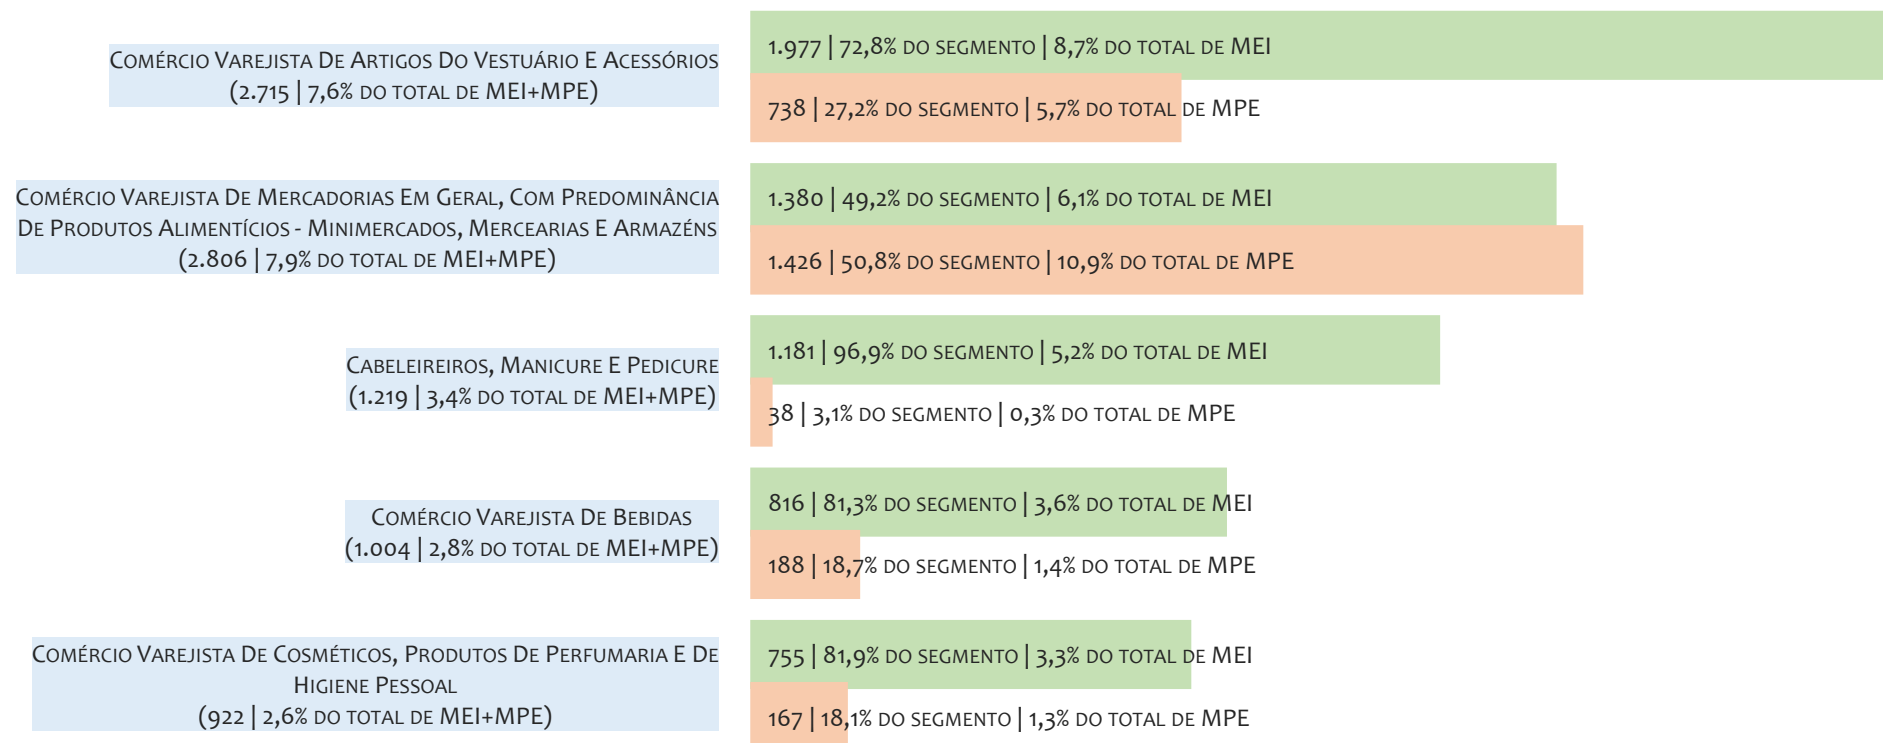 Comércio Varejista De Artigos Do Vestuário E Acessórios
(2.715 | 7,6% do total de MEI+MPE)
1.977 | 72,8% do segmento | 8,7% do total de MEI
738 | 27,2% do segmento | 5,7% do total de MPE
Comércio Varejista De Mercadorias Em Geral, Com Predominância
De Produtos Alimentícios - Minimercados, Mercearias E Armazéns
(2.806 | 7,9% do total de MEI+MPE)
1.380 | 49,2% do segmento | 6,1% do total de MEI
1.426 | 50,8% do segmento | 10,9% do total de MPE
Cabeleireiros, Manicure E Pedicure
(1.219 | 3,4% do total de MEI+MPE)
1.181 | 96,9% do segmento | 5,2% do total de MEI
38 | 3,1% do segmento | 0,3% do total de MPE
Comércio Varejista De Bebidas
(1.004 | 2,8% do total de MEI+MPE)
816 | 81,3% do segmento | 3,6% do total de MEI
188 | 18,7% do segmento | 1,4% do total de MPE
Comércio Varejista De Cosméticos, Produtos De Perfumaria E De
Higiene Pessoal
(922 | 2,6% do total de MEI+MPE)
755 | 81,9% do segmento | 3,3% do total de MEI
167 | 18,1% do segmento | 1,3% do total de MPE